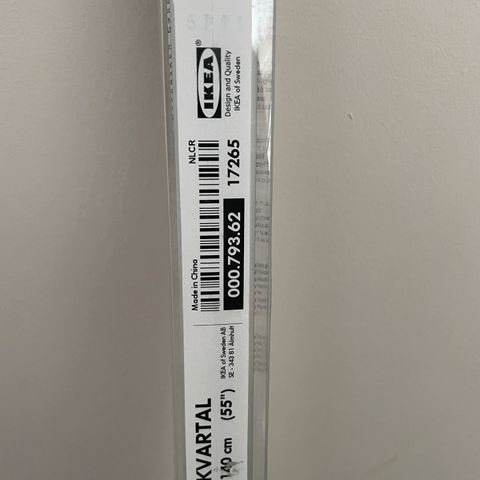 IKEA®
Design and Quality
IKEA of Sweden
NLCR
17265
Made in China
000.793.62
IKEA of Sweden AB
SE - 343 81 Älmhult
KVARTAL
140 cm (55")